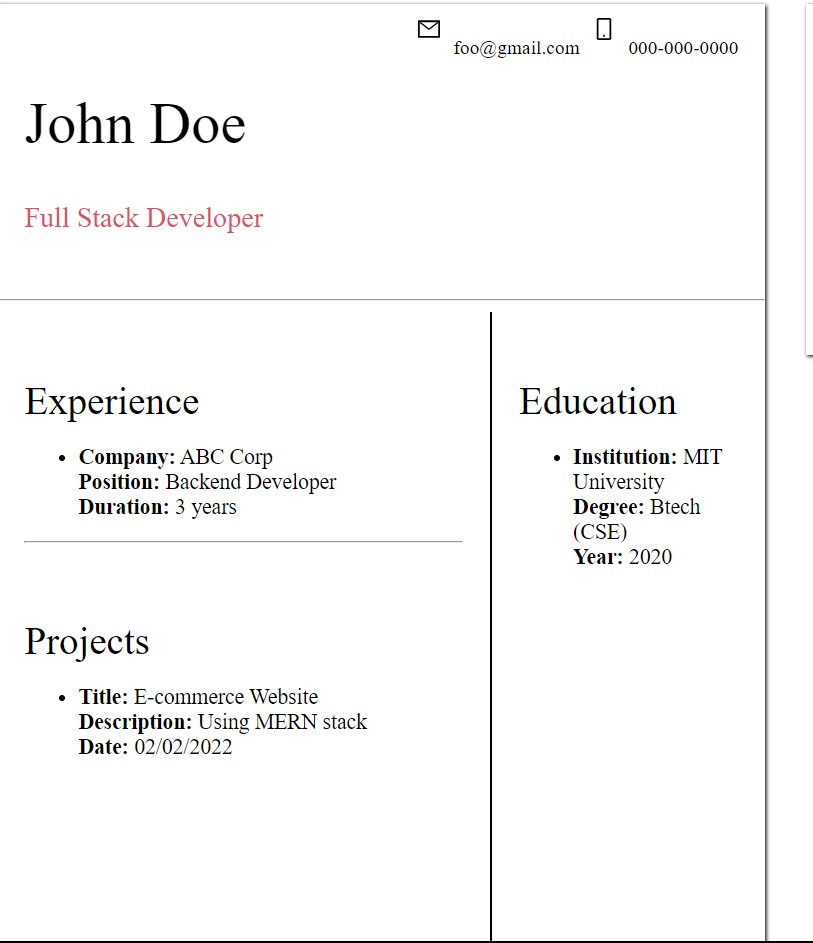 foo@gmail.com 000-000-0000
John Doe
Full Stack Developer
Experience
Company: ABC Corp
Position: Backend Developer
Duration: 3 years
Projects
Title: E-commerce Website
Description: Using MERN stack
Date: 02/02/2022
Education
Institution: MIT
University
Degree: Btech
(CSE)
Year: 2020